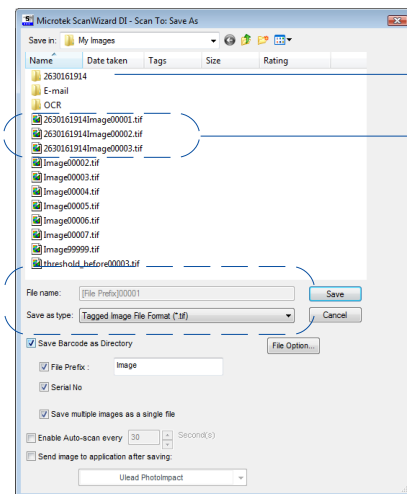 Microtek ScanWizard DI - Scan To: Save As
Save in: My Images
Name Date taken Tags Size Rating
2630161914
E-mail
OCR
2630161914Image00001.tif
2630161914Image00002.tif
2630161914Image00003.tif
Image00002.tif
Image00003.tif
Image00004.tif
Image00005.tif
Image00006.tif
Image00007.tif
Image99999.tif
threshold_before00003.tif
File name: [File Prefix]00001 Save
Save as type: Tagged Image File Format (*.tif) Cancel
Save Barcode as Directory File Option...
File Prefix : Image
Serial No
Save multiple images as a single file
Enable Auto-scan every 30 Second(s)
Send image to application after saving:
Ulead PhotoImpact